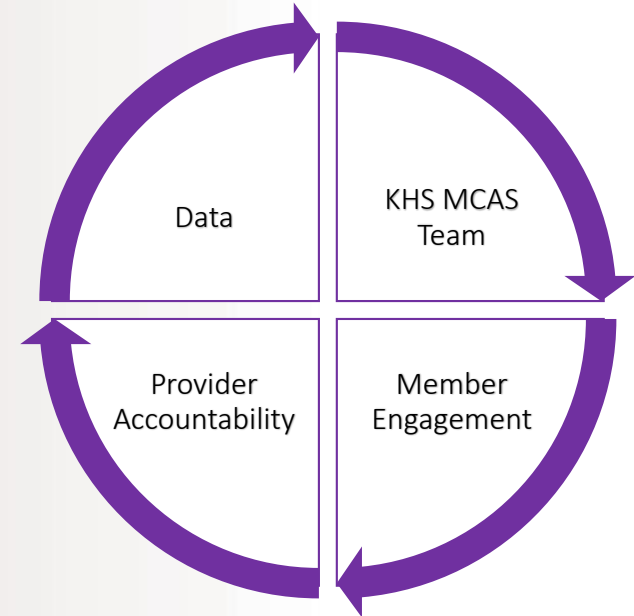 Data
KHS MCAS
Team
Provider
Accountability
Member
Engagement